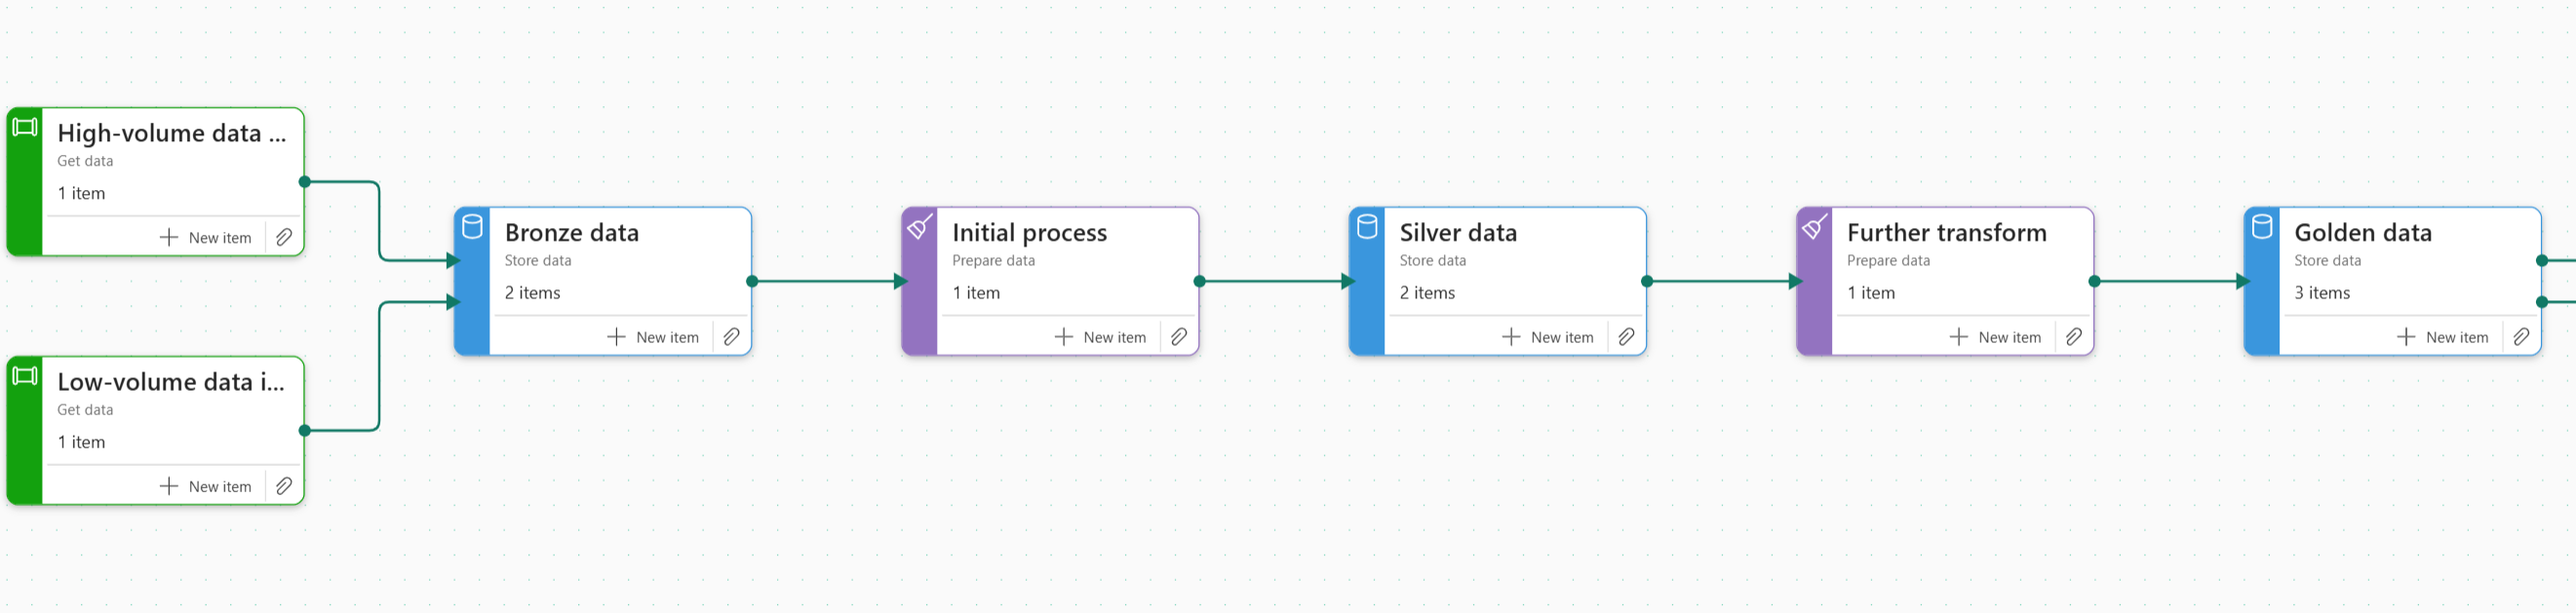 High-volume data ...
Get data
1 item
New item
Low-volume data i...
Get data
1 item
New item
Bronze data
Store data
2 items
New item
Initial process
Prepare data
1 item
New item
Silver data
Store data
2 items
New item
Further transform
Prepare data
1 item
New item
Golden data
Store data
3 items
New item